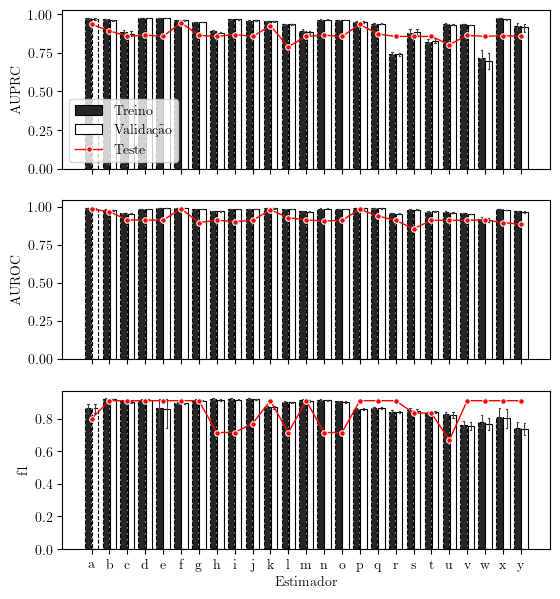 1.00
0.75
0.50
0.25
0.00
AUPRC
Treino
Validação
Teste
1.00
0.75
0.50
0.25
0.00
AUROC
0.8
0.6
0.4
0.2
0.0
f1
a b c d e f g h i j k l m n o p q r s t u v w x y
Estimador